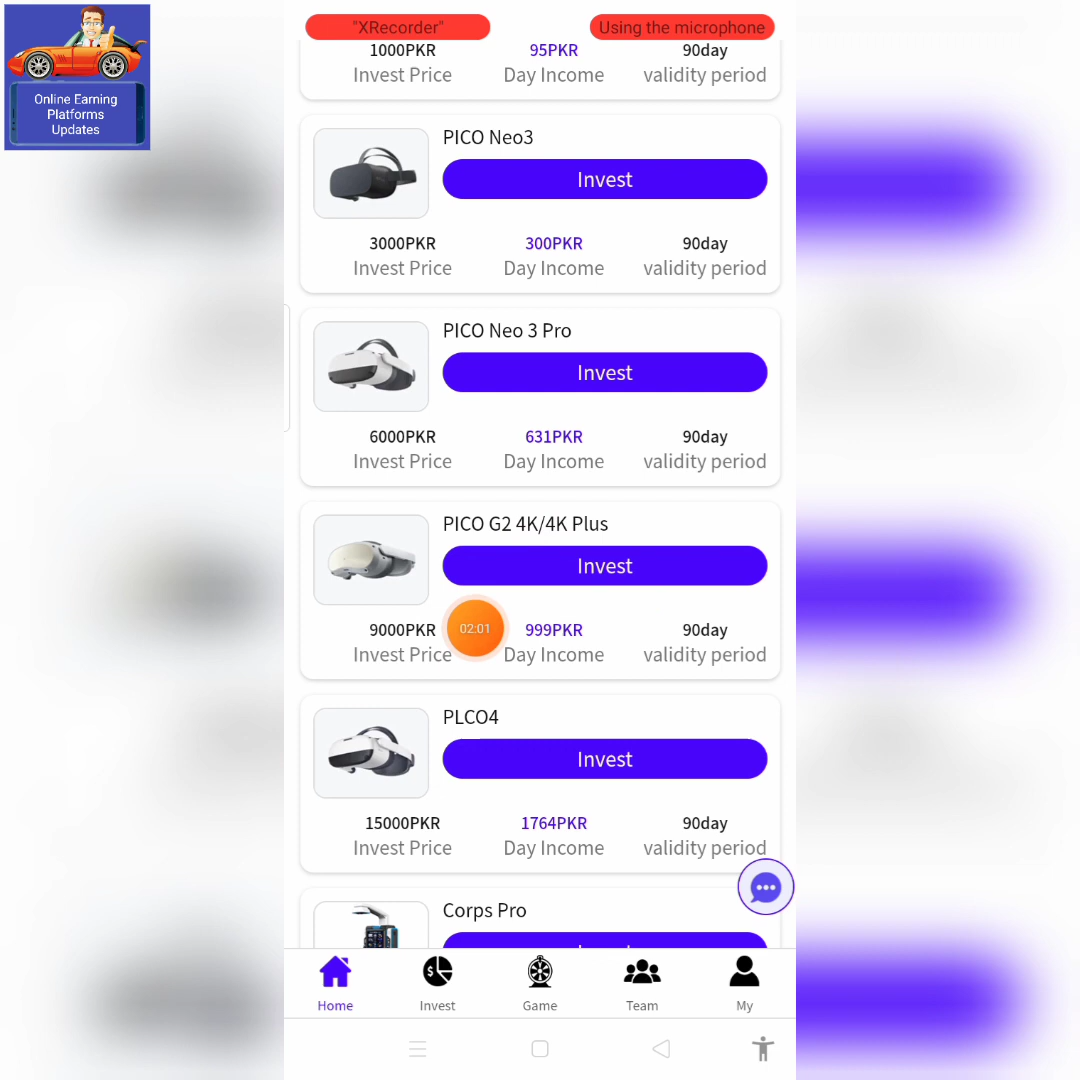 Online Earning
Platforms
Updates
"XRecorder"
Using the microphone
1000PKR 95PKR 90day
Invest Price Day Income validity period
PICO Neo3
Invest
3000PKR 300PKR 90day
Invest Price Day Income validity period
PICO Neo 3 Pro
Invest
6000PKR 631PKR 90day
Invest Price Day Income validity period
PICO G2 4K/4K Plus
Invest
9000PKR 02:01 999PKR 90day
Invest Price Day Income validity period
PLCO4
Invest
15000PKR 1764PKR 90day
Invest Price Day Income validity period
Corps Pro
Home Invest Game Team My